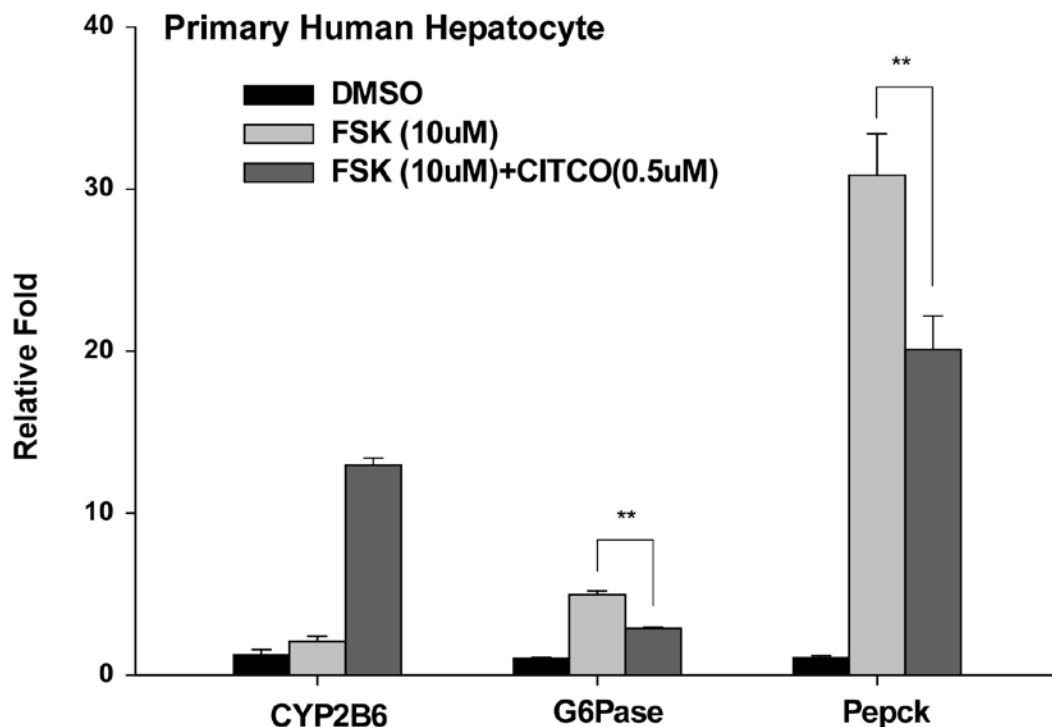 Primary Human Hepatocyte
DMSO
FSK (10uM)
FSK (10uM)+CITCO(0.5uM)
Relative Fold
40
30
20
10
0
**
**
CYP2B6 G6Pase Pepck